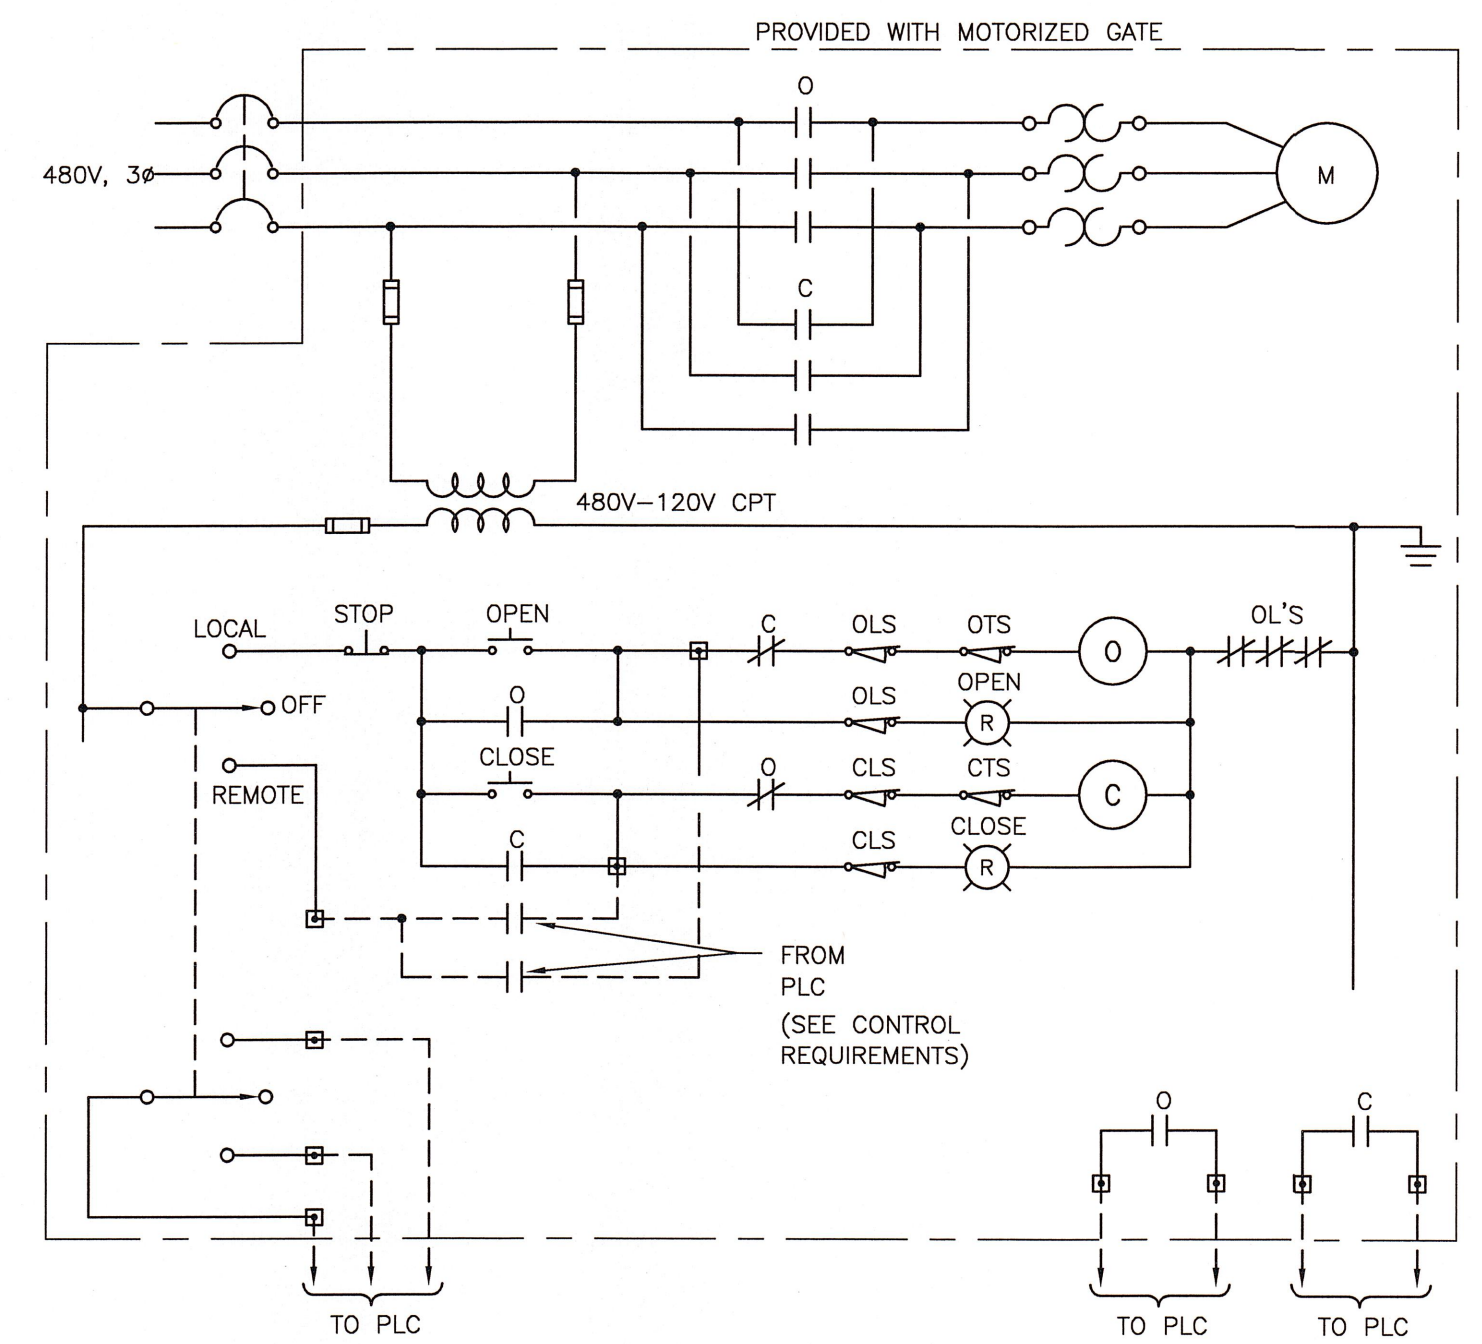 PROVIDED WITH MOTORIZED GATE
O
480V, 3ø
M
C
480V-120V CPT
LOCAL
STOP
OPEN
C
OLS
OTS
O
OL'S
OFF
O
OLS
OPEN
R
REMOTE
CLOSE
O
CLS
CTS
C
C
CLS
CLOSE
R
FROM
PLC
(SEE CONTROL
REQUIREMENTS)
O
C
TO PLC
TO PLC
TO PLC